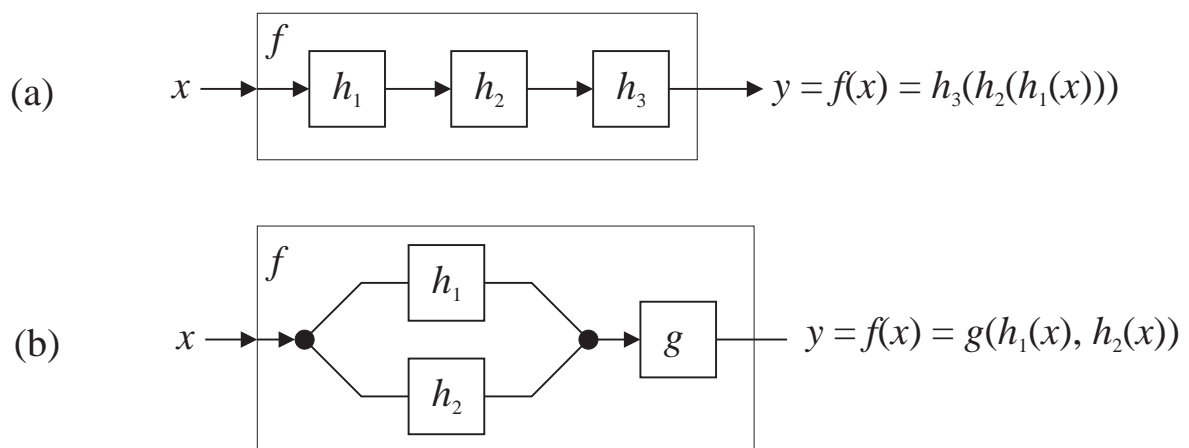 f
(a) x h₁ h₂ h₃ y = f(x) = h₃(h₂(h₁(x)))
f
h₁
(b) x g y = f(x) = g(h₁(x), h₂(x))
h₂